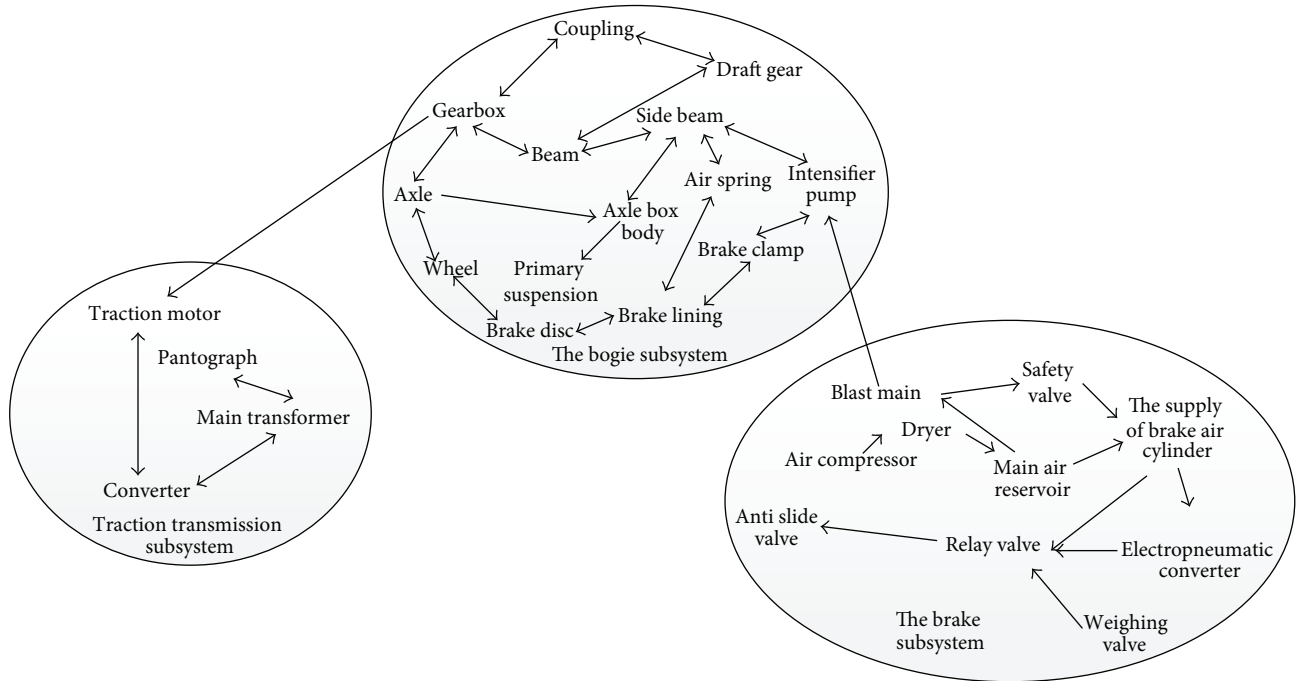 Coupling
Draft gear
Gearbox
Side beam
Beam
Air spring
Intensifier
pump
Axle
Axle box
body
Brake clamp
Wheel
Primary
suspension
Brake lining
Brake disc
The bogie subsystem
Traction motor
Pantograph
Main transformer
Converter
Traction transmission
subsystem
Blast main
Safety
valve
The supply
of brake air
cylinder
Dryer
Air compressor
Main air
reservoir
Anti slide
valve
Relay valve
Electropneumatic
converter
The brake
subsystem
Weighing
valve